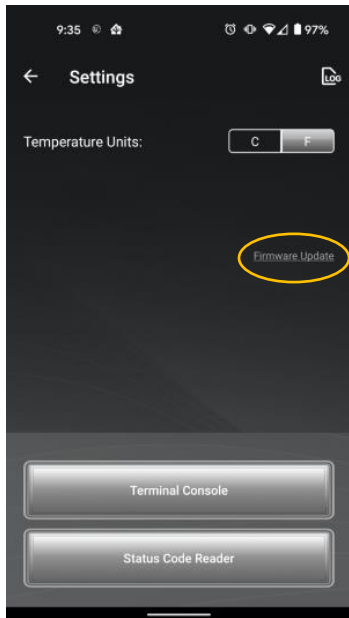 9:35 97%
Settings LOG
Temperature Units: C F
Firmware Update
Terminal Console
Status Code Reader